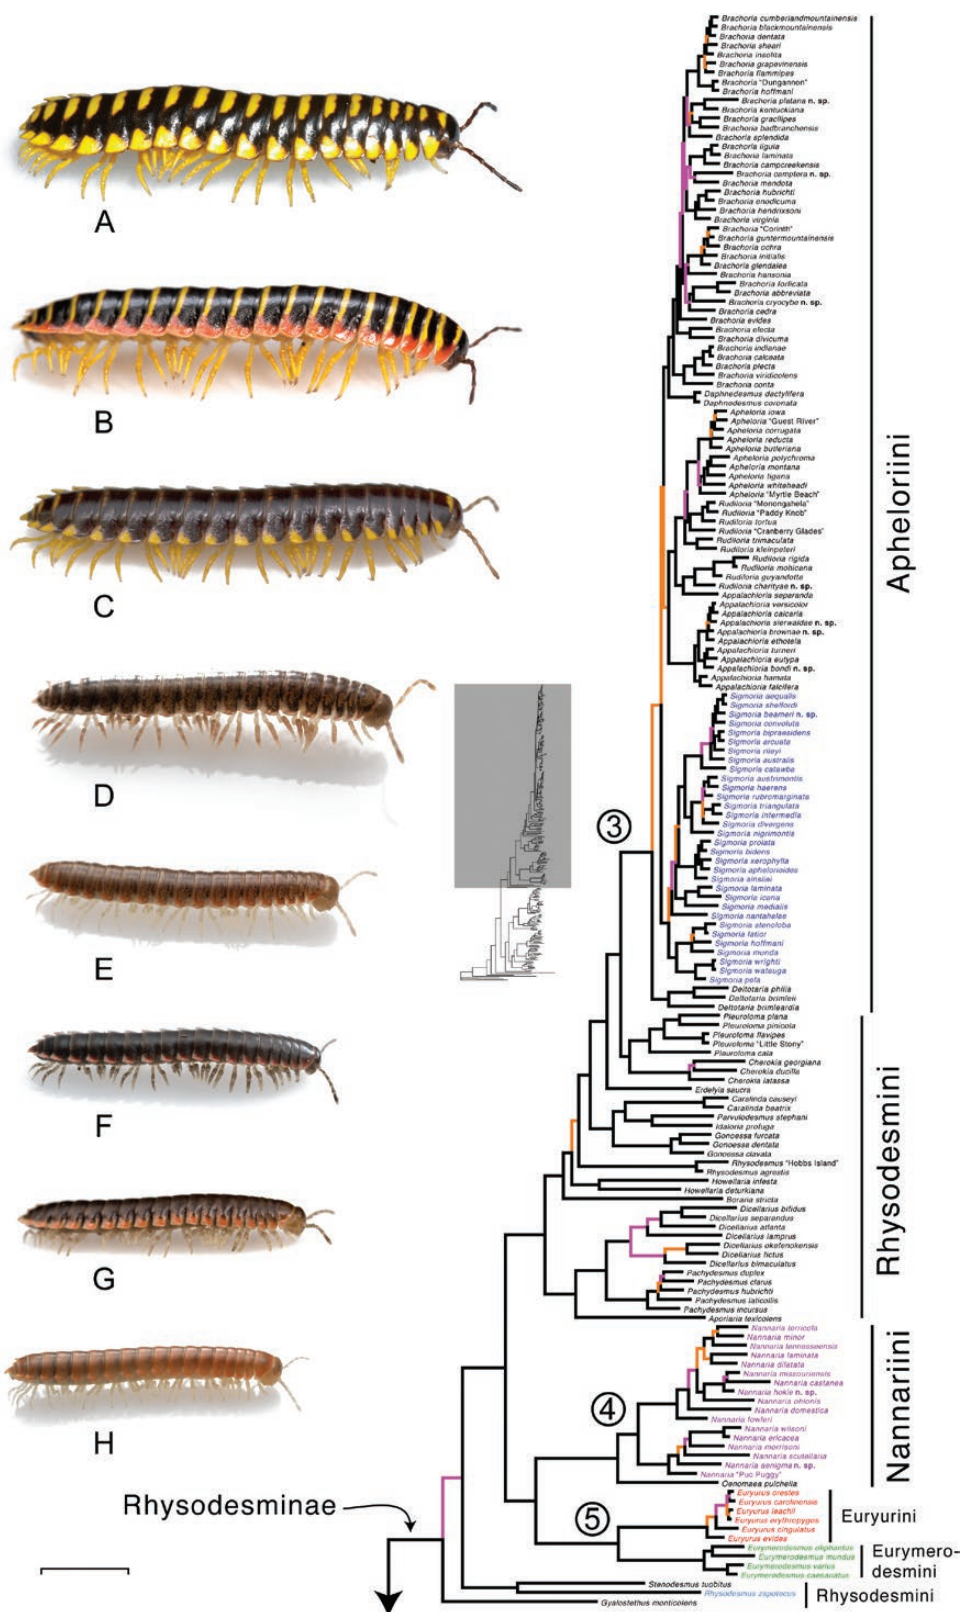 A
B
C
D
E
F
G
H
Brachoria cumberlandmountainensis
Brachoria blackmountainensis
Brachoria dentata
Brachoria sheari
Brachoria insolita
Brachoria grapevinensis
Brachoria flammipes
Brachoria "Dungannon"
Brachoria hoffmani
Brachoria platana n. sp.
Brachoria kentuckiana
Brachoria gracilipes
Brachoria badbranchensis
Brachoria splendida
Brachoria ligula
Brachoria laminata
Brachoria campcreekensis
Brachoria camptera n. sp.
Brachoria mendota
Brachoria hubrichti
Brachoria enodicuma
Brachoria hendrixsoni
Brachoria virginia
Brachoria "Corinth"
Brachoria guntermountainensis
Brachoria ochra
Brachoria initialis
Brachoria glendalea
Brachoria hansonia
Brachoria forficata
Brachoria abbreviata
Brachoria cryocybe n. sp.
Brachoria cedra
Brachoria evides
Brachoria electa
Brachoria divicuma
Brachoria indianae
Brachoria calceata
Brachoria plecta
Brachoria viridicolens
Brachoria conta
Daphnedesmus dactylifera
Daphnedesmus coronata
Apheloria iowa
Apheloria "Guest River"
Apheloria corrugata
Apheloria reducta
Apheloria butleriana
Apheloria polychroma
Apheloria montana
Apheloria tigana
Apheloria whiteheadi
Apheloria "Myrtle Beach"
Rudiloria "Monongahela"
Rudiloria "Paddy Knob"
Rudiloria tortua
Rudiloria "Cranberry Glades"
Rudiloria trimaculata
Rudiloria kleinpeteri
Rudiloria rigida
Rudiloria mohicana
Rudiloria guyandotta
Rudiloria charityae n. sp.
Appalachioria separanda
Appalachioria versicolor
Appalachioria calcaria
Appalachioria sierwaldae n. sp.
Appalachioria brownae n. sp.
Appalachioria ethotela
Appalachioria turneri
Appalachioria eutypa
Appalachioria bondi n. sp.
Appalachioria hamata
Appalachioria falcifera
Sigmoria aequalis
Sigmoria shelfordi
Sigmoria beameri n. sp.
Sigmoria convoluta
Sigmoria bipraesidens
Sigmoria arcuata
Sigmoria rileyi
Sigmoria australis
Sigmoria catawba
Sigmoria austrimontis
Sigmoria haerens
Sigmoria rubromarginata
Sigmoria triangulata
Sigmoria intermedia
Sigmoria divergens
Sigmoria nigrimontis
Sigmoria prolata
Sigmoria bidens
Sigmoria xerophylla
Sigmoria aphelorioides
Sigmoria ainsliei
Sigmoria laminata
Sigmoria icana
Sigmoria medialis
Sigmoria nantahalae
Sigmoria stenoloba
Sigmoria latior
Sigmoria hoffmani
Sigmoria munda
Sigmoria wrighti
Sigmoria watauga
Sigmoria pela
Deltotaria philia
Deltotaria brimleii
Deltotaria brimleardia
Pleuroloma plana
Pleuroloma pinicola
Pleuroloma flavipes
Pleuroloma "Little Stony"
Pleuroloma cala
Cherokia georgiana
Cherokia ducilla
Cherokia latassa
Erdelyia saucra
Caralinda causeyi
Caralinda beatrix
Parvulodesmus stephani
Idaloria profuga
Gonoessa furcata
Gonoessa dentata
Gonoessa clavata
Rhysodesmus "Hobbs Island"
Rhysodesmus agrestis
Howellaria infesta
Howellaria deturkiana
Boraria stricta
Dicellarius bifidus
Dicellarius separandus
Dicellarius atlanta
Dicellarius lamprus
Dicellarius okefenokensis
Dicellarius fictus
Dicellarius bimaculatus
Pachydesmus duplex
Pachydesmus clarus
Pachydesmus hubrichti
Pachydesmus laticollis
Pachydesmus incursus
Aporiaria texicolens
Nannaria terricola
Nannaria minor
Nannaria tennesseensis
Nannaria laminata
Nannaria dilatata
Nannaria missouriensis
Nannaria castanea
Nannaria hokie n. sp.
Nannaria ohionis
Nannaria domestica
Nannaria fowleri
Nannaria wilsoni
Nannaria ericacea
Nannaria morrisoni
Nannaria scutellaria
Nannaria aenigma n. sp.
Nannaria "Puc Puggy"
Oenomaea pulchella
Euryurus orestes
Euryurus carolinensis
Euryurus leachii
Euryurus erythropygos
Euryurus cingulatus
Euryurus evides
Eurymerodesmus oliphantus
Eurymerodesmus mundus
Eurymerodesmus varius
Eurymerodesmus caesariatus
Stenodesmus tuobitus
Rhysodesmus zapotecus
Gyalostethus monticolens
3
4
5
Rhysodesminae
Apheloriini
Rhysodesmini
Nannariini
Euryurini
Eurymero-
desmini
Rhysodesmini